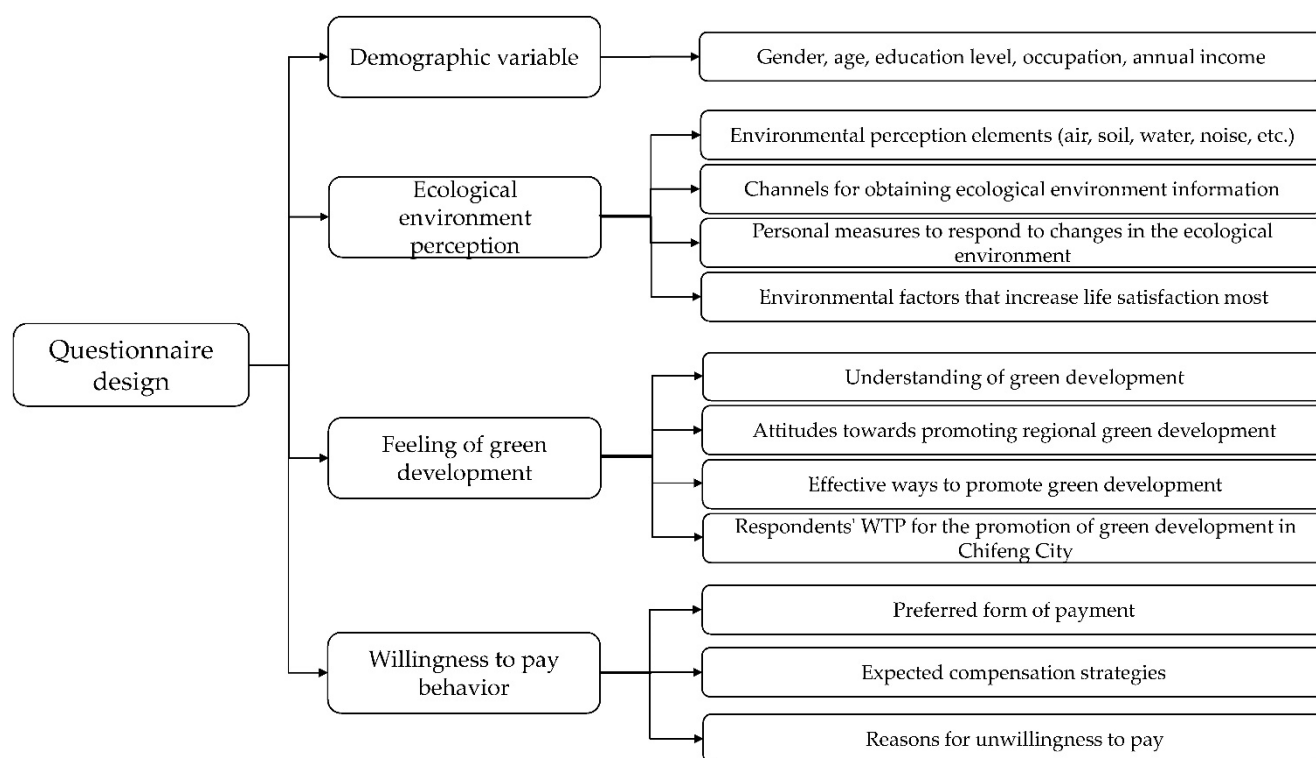 Questionnaire
design
Demographic variable
Gender, age, education level, occupation, annual income
Ecological
environment
perception
Environmental perception elements (air, soil, water, noise, etc.)
Channels for obtaining ecological environment information
Personal measures to respond to changes in the ecological
environment
Environmental factors that increase life satisfaction most
Feeling of green
development
Understanding of green development
Attitudes towards promoting regional green development
Effective ways to promote green development
Respondents' WTP for the promotion of green development in
Chifeng City
Willingness to pay
behavior
Preferred form of payment
Expected compensation strategies
Reasons for unwillingness to pay